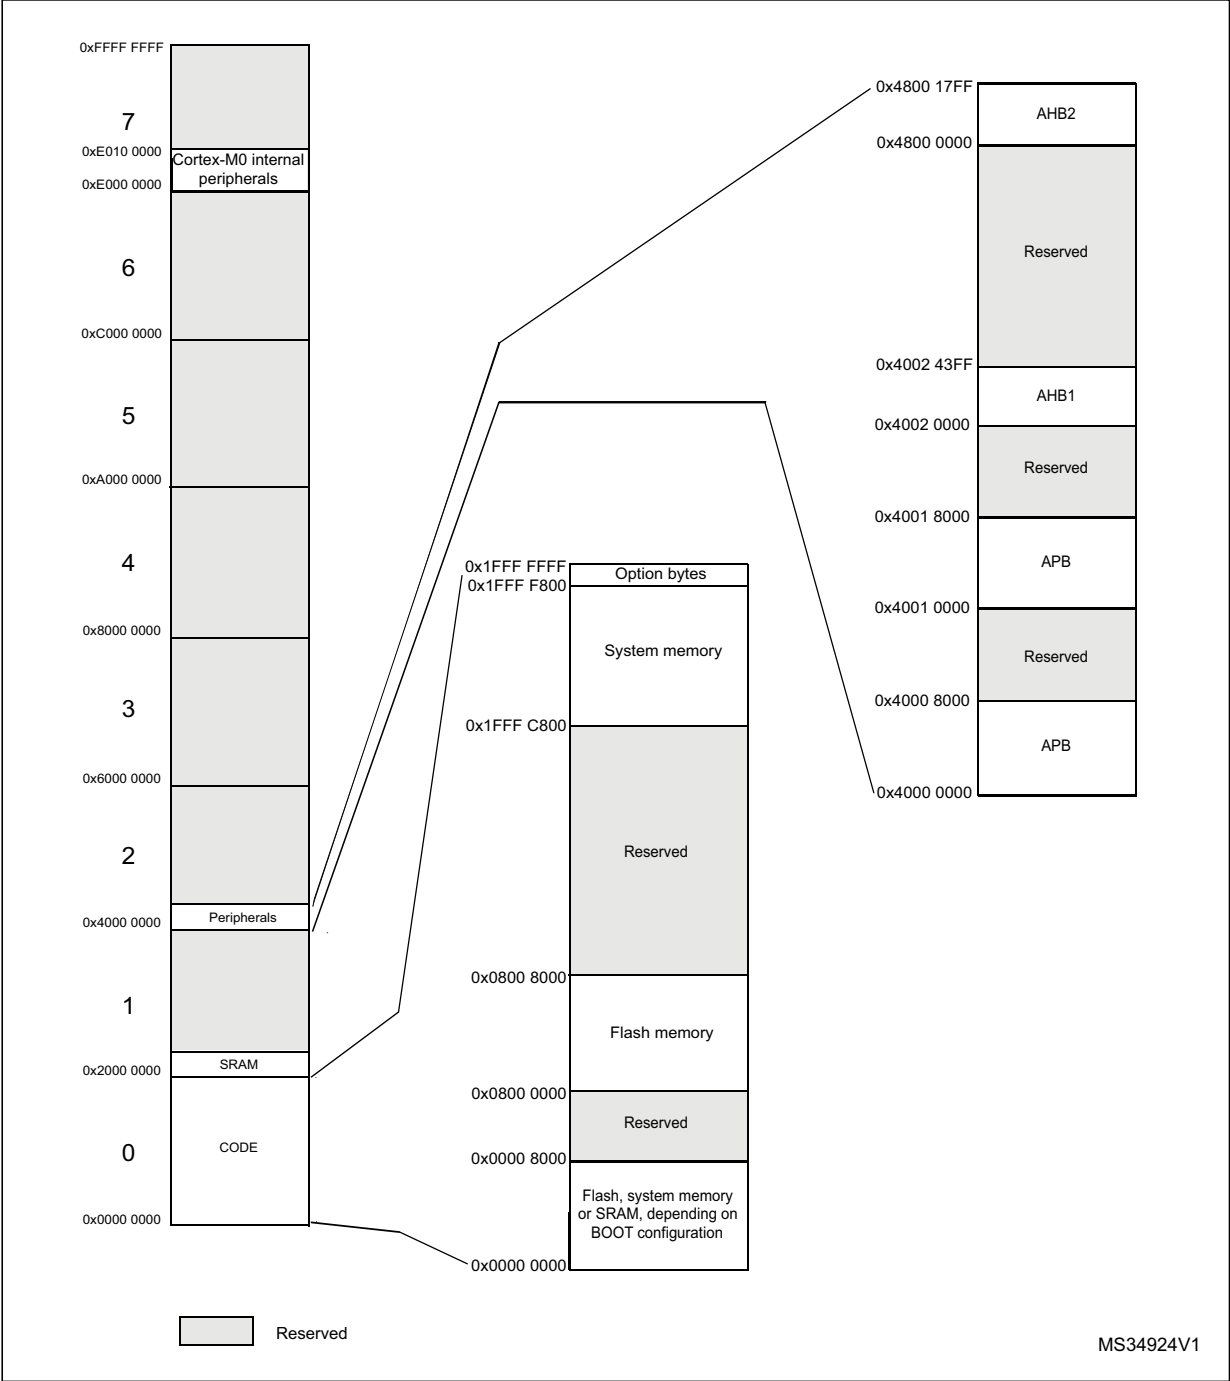 0xFFFF FFFF
7
0xE010 0000
Cortex-M0 internal
peripherals
0xE000 0000
6
0xC000 0000
5
0xA000 0000
4
0x8000 0000
3
0x6000 0000
2
Peripherals
0x4000 0000
1
SRAM
0x2000 0000
CODE
0
0x0000 0000
0x1FFF FFFF
Option bytes
0x1FFF F800
System memory
0x1FFF C800
Reserved
0x0800 8000
Flash memory
0x0800 0000
Reserved
0x0000 8000
Flash, system memory
or SRAM, depending on
BOOT configuration
0x0000 0000
0x4800 17FF
AHB2
0x4800 0000
Reserved
0x4002 43FF
AHB1
0x4002 0000
Reserved
0x4001 8000
APB
0x4001 0000
Reserved
0x4000 8000
APB
0x4000 0000
Reserved
MS34924V1